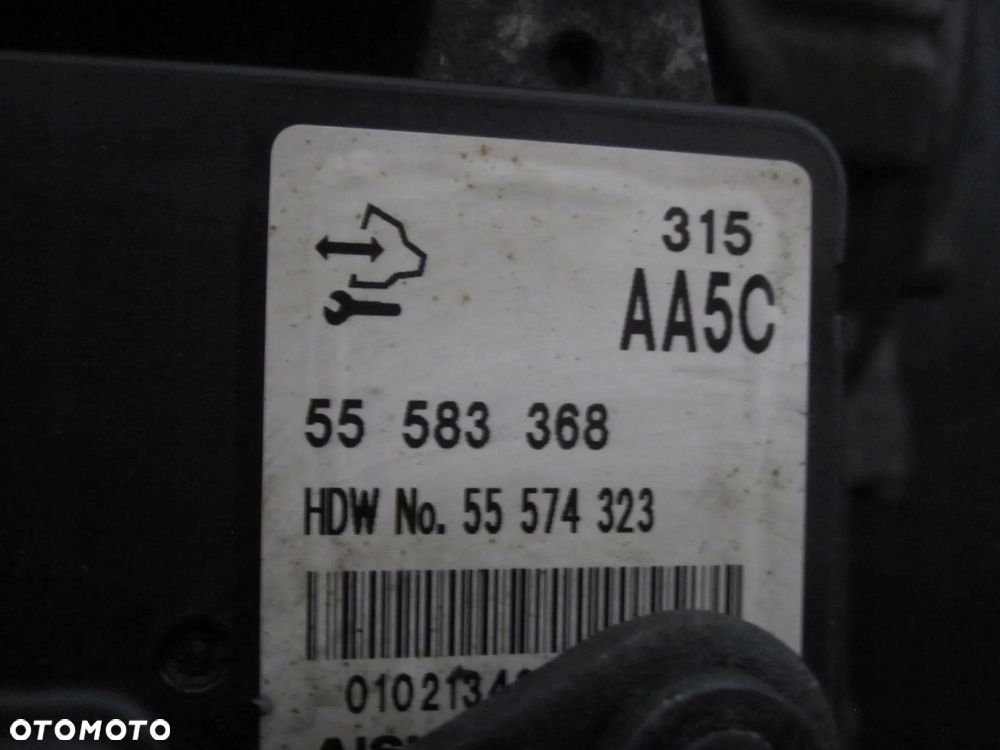 315
AA5C
55 583 368
HDW No. 55 574 323
OTOMOTO